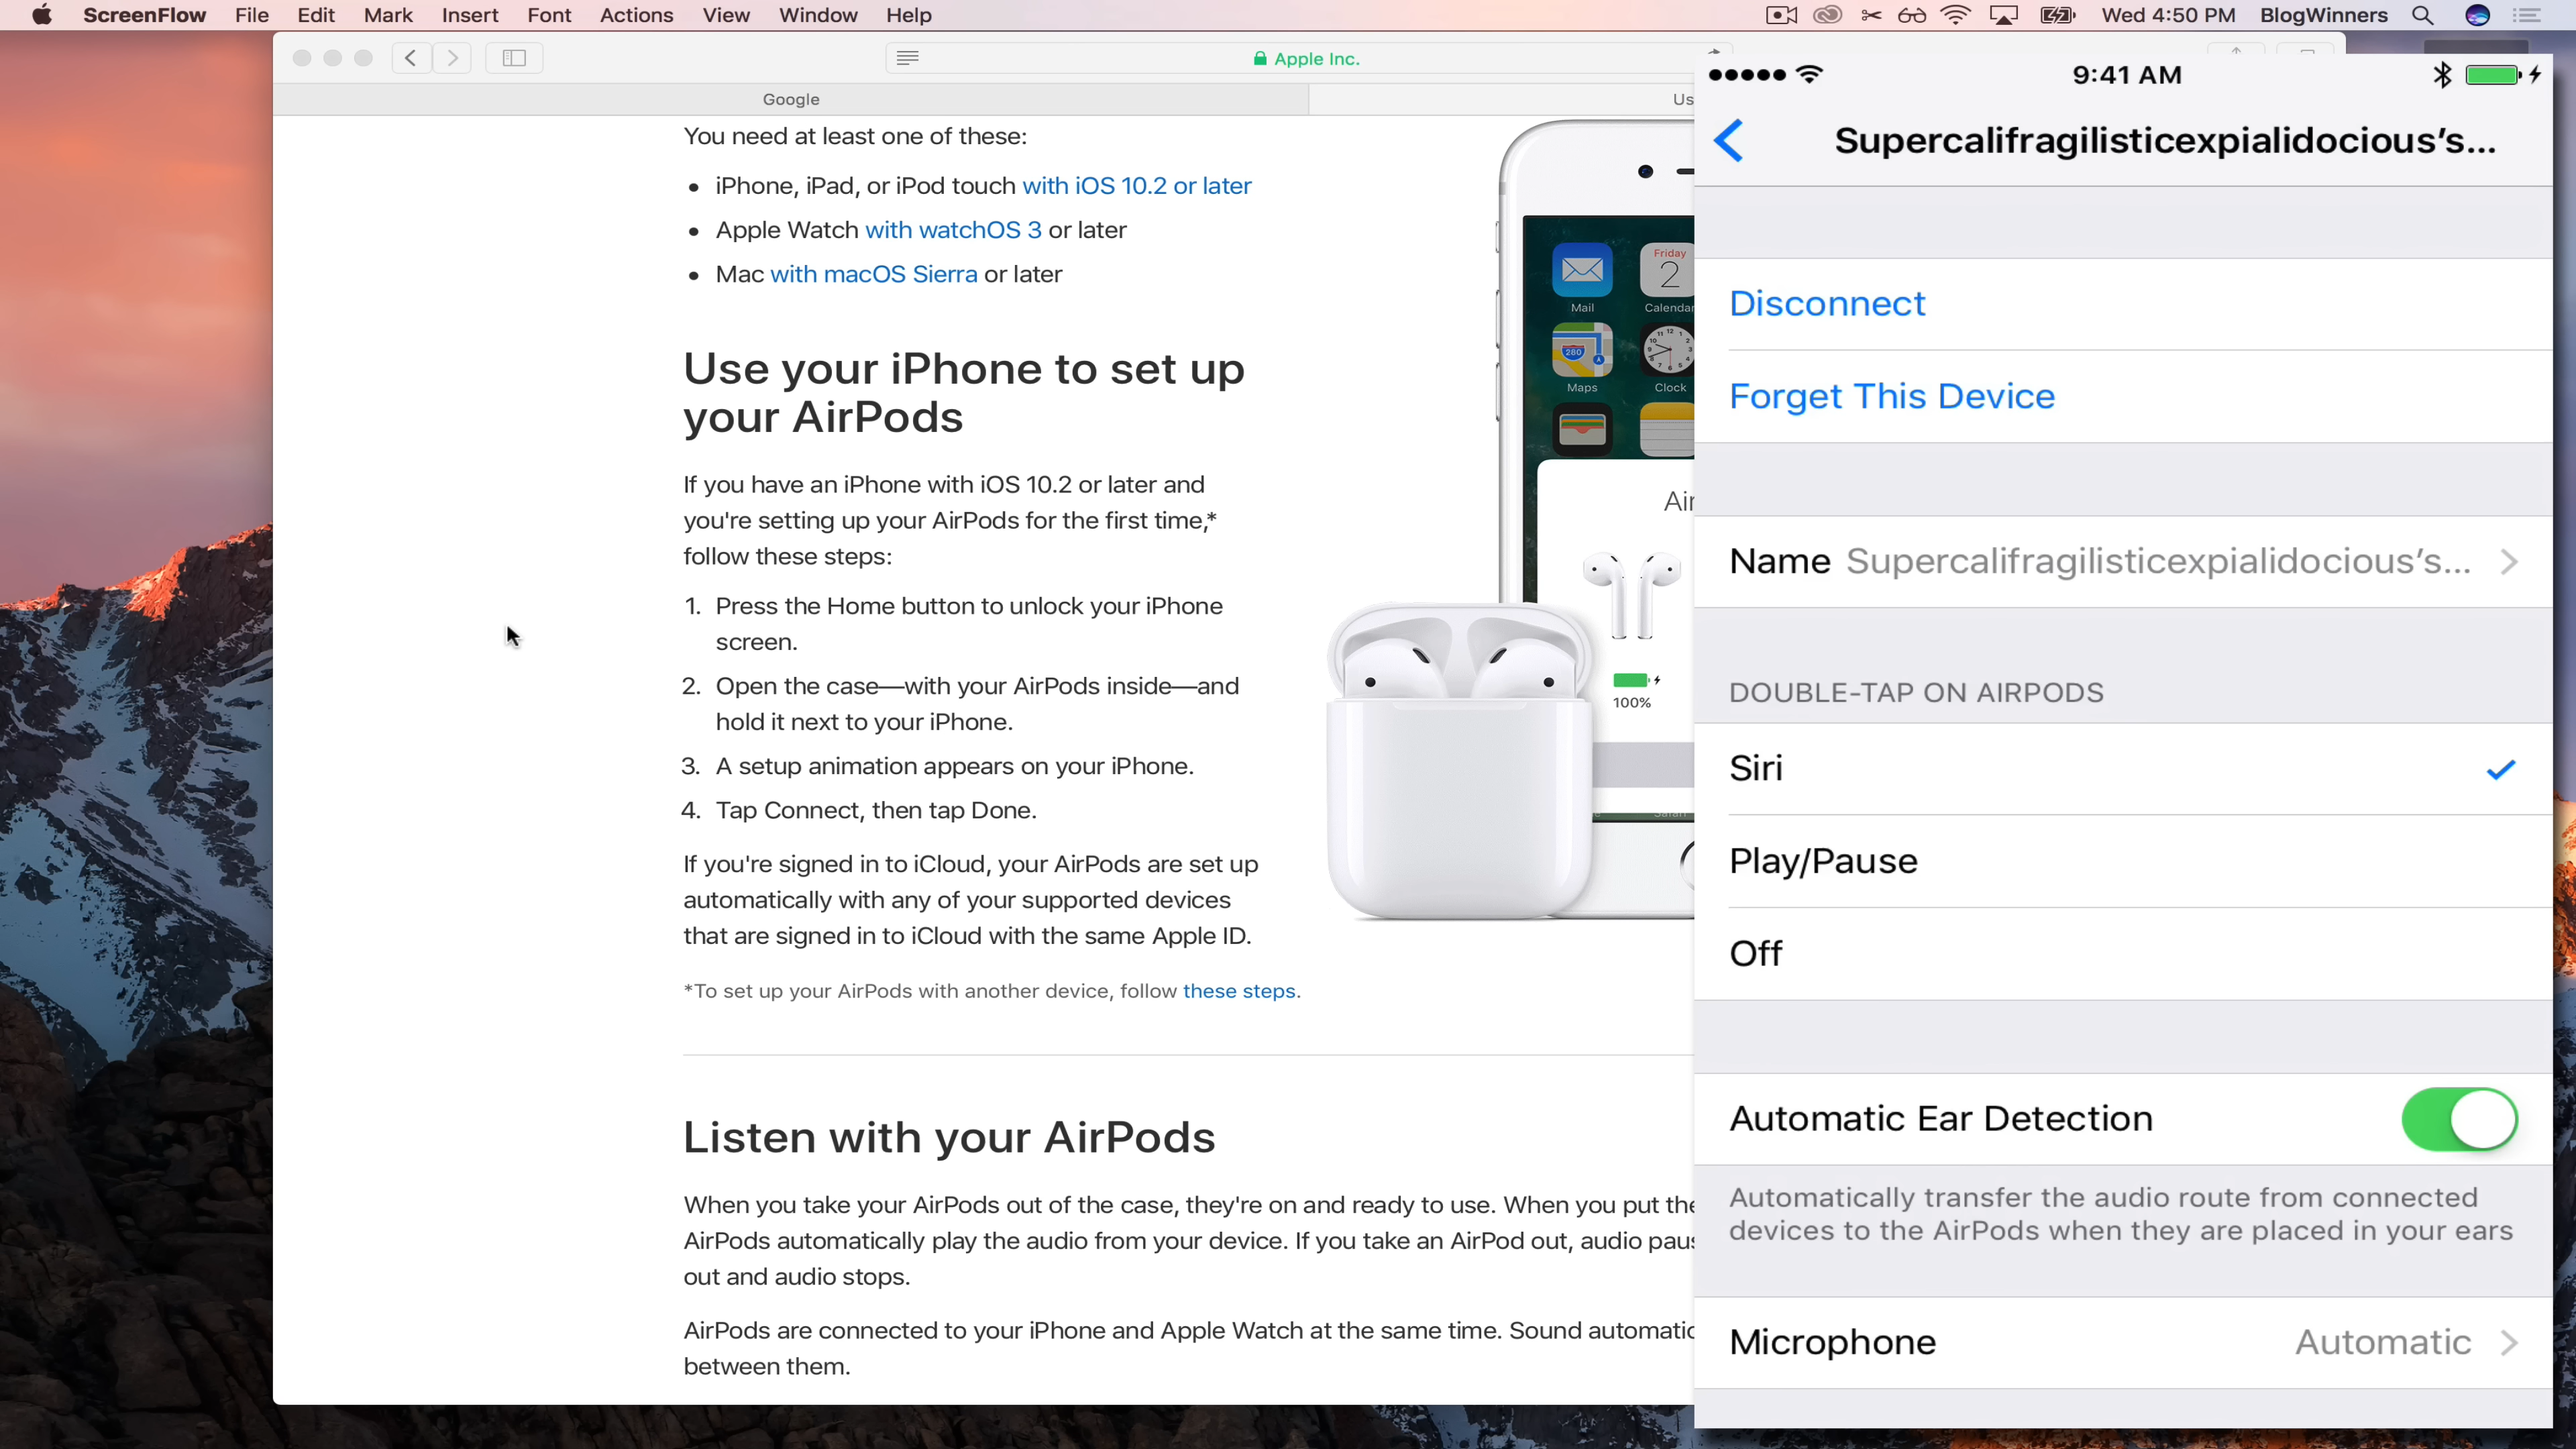 ScreenFlow File Edit Mark Insert Font Actions View Window Help Wed 4:50 PM BlogWinners
Apple Inc.
Google Us
You need at least one of these:
• iPhone, iPad, or iPod touch with iOS 10.2 or later
• Apple Watch with watchOS 3 or later
• Mac with macOS Sierra or later
Use your iPhone to set up
your AirPods
If you have an iPhone with iOS 10.2 or later and
you're setting up your AirPods for the first time,*
follow these steps:
1. Press the Home button to unlock your iPhone
screen.
2. Open the case—with your AirPods inside—and
hold it next to your iPhone.
3. A setup animation appears on your iPhone.
4. Tap Connect, then tap Done.
If you're signed in to iCloud, your AirPods are set up
automatically with any of your supported devices
that are signed in to iCloud with the same Apple ID.
*To set up your AirPods with another device, follow these steps.
Listen with your AirPods
When you take your AirPods out of the case, they're on and ready to use. When you put the
AirPods automatically play the audio from your device. If you take an AirPod out, audio paus
out and audio stops.
AirPods are connected to your iPhone and Apple Watch at the same time. Sound automatic
between them.
Friday
2
Mail Calendar
280
Maps Clock
Air
100%
9:41 AM
Supercalifragilisticexpialidocious’s...
Disconnect
Forget This Device
Name Supercalifragilisticexpialidocious’s...
DOUBLE-TAP ON AIRPODS
Siri
Play/Pause
Off
Automatic Ear Detection
Automatically transfer the audio route from connected
devices to the AirPods when they are placed in your ears
Microphone Automatic